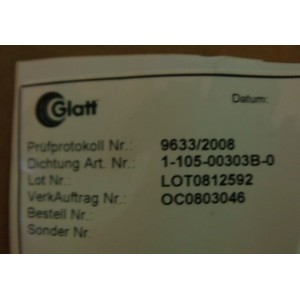 Glatt
Datum:
Prüfprotokoll Nr.: 9633/2008
Dichtung Art. Nr.: 1-105-00303B-0
Lot Nr.: LOT0812592
VerkAuftrag Nr.: OC0803046
Bestell Nr.:
Sonder Nr.: